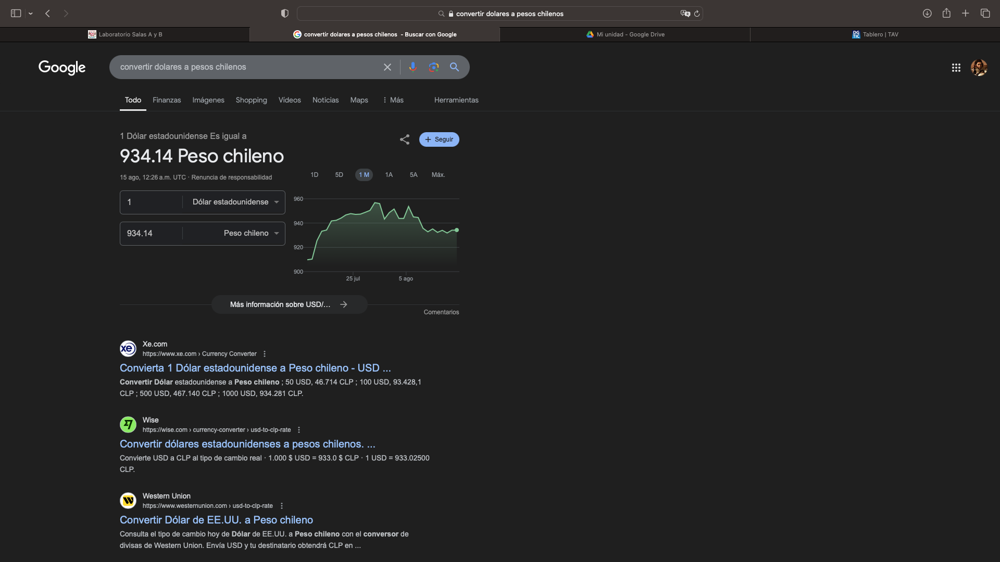 convertir dolares a pesos chilenos
Laboratorio Salas A y B
convertir dolares a pesos chilenos - Buscar con Google
Mi unidad - Google Drive
DG TIC
Tablero | TAV
Google
convertir dolares a pesos chilenos
Todo
Finanzas
Imágenes
Shopping
Vídeos
Noticias
Maps
Más
Herramientas
1 Dólar estadounidense Es igual a
934.14 Peso chileno
15 ago, 12:26 a.m. UTC · Renuncia de responsabilidad
Seguir
1D
5D
1 M
1A
5A
Máx.
1
Dólar estadounidense
934.14
Peso chileno
960
940
920
900
25 jul
5 ago
Más información sobre USD/...
Comentarios
xe
Xe.com
https://www.xe.com › Currency Converter
Convierta 1 Dólar estadounidense a Peso chileno - USD ...
Convertir Dólar estadounidense a Peso chileno ; 50 USD, 46.714 CLP ; 100 USD, 93.428,1
CLP ; 500 USD, 467.140 CLP ; 1000 USD, 934.281 CLP.
Wise
https://wise.com › currency-converter › usd-to-clp-rate
Convertir dólares estadounidenses a pesos chilenos. ...
Convierte USD a CLP al tipo de cambio real · 1.000 $ USD = 933.0 $ CLP · 1 USD = 933.02500
CLP.
Western Union
https://www.westernunion.com › usd-to-clp-rate
Convertir Dólar de EE.UU. a Peso chileno
Consulta el tipo de cambio hoy de Dólar de EE.UU. a Peso chileno con el conversor de
divisas de Western Union. Envía USD y tu destinatario obtendrá CLP en ...